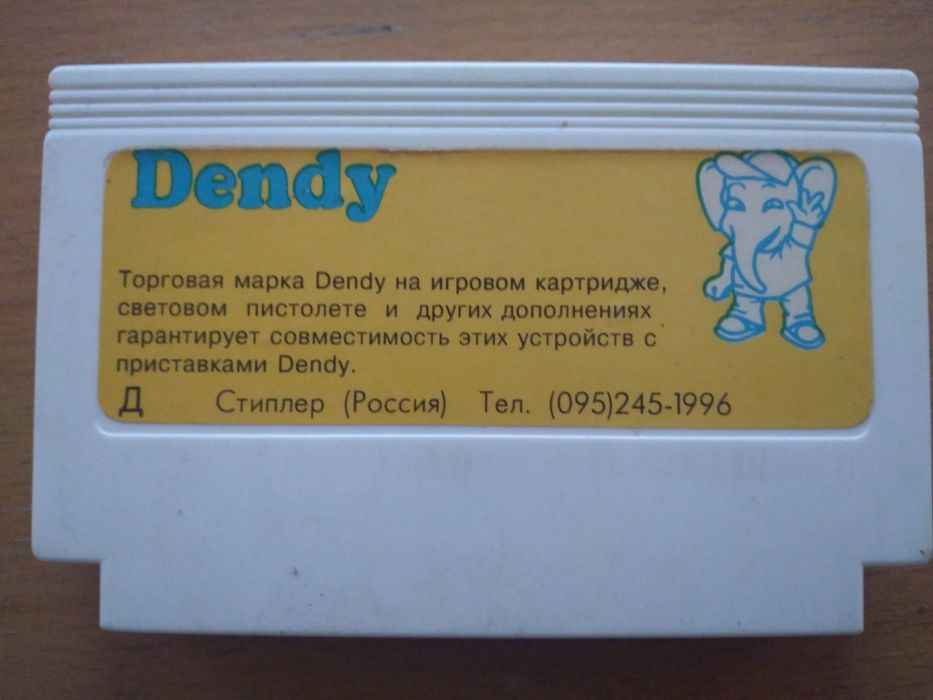 Dendy
Торговая марка Dendy на игровом картридже,
световом пистолете и других дополнениях
гарантирует совместимость этих устройств с
приставками Dendy.
Д Стиплер (Россия) Тел. (095)245-1996